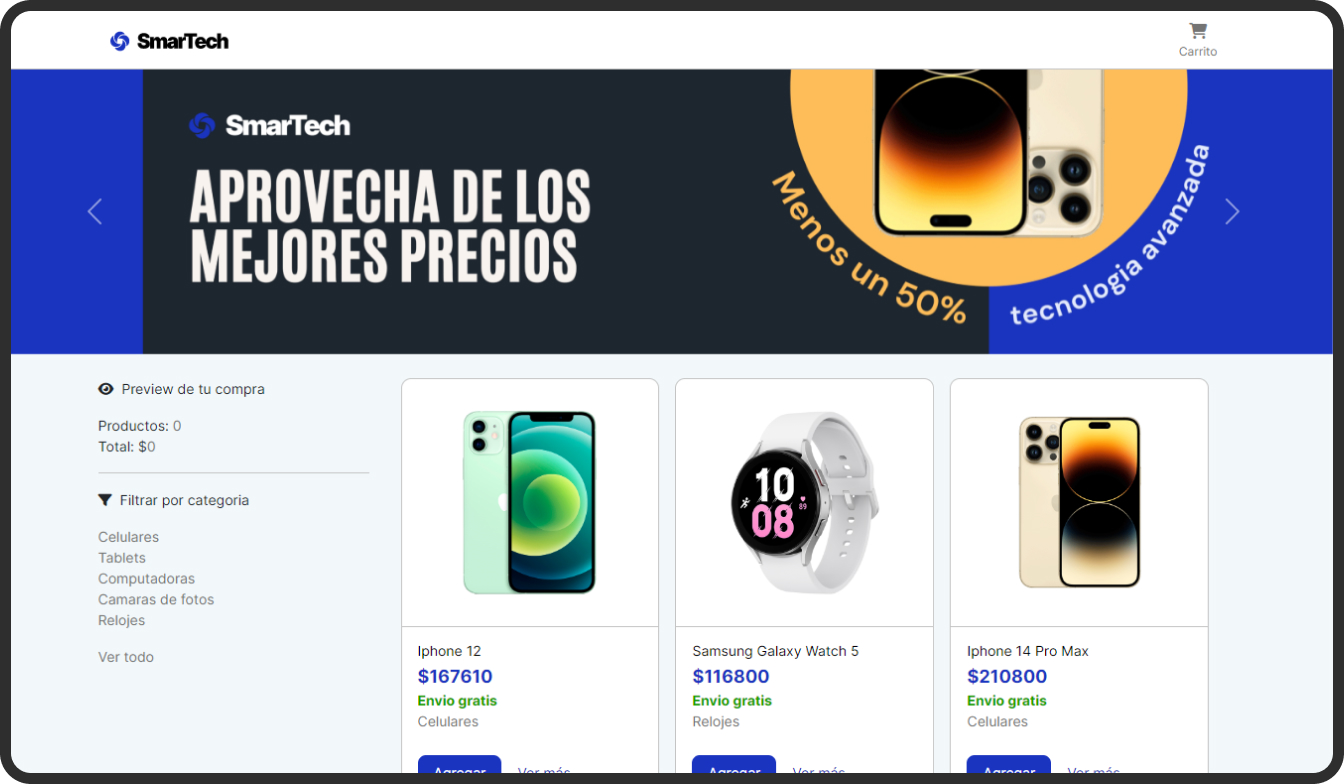 SmarTech
Carrito
SmarTech
APROVECHA DE LOS
MEJORES PRECIOS
Menos un 50%
tecnologia avanzada
Preview de tu compra
Productos: 0
Total: $0
Filtrar por categoria
Celulares
Tablets
Computadoras
Camaras de fotos
Relojes
Ver todo
10
08
89
Iphone 12
$167610
Envio gratis
Celulares
Agregar Ver más
Samsung Galaxy Watch 5
$116800
Envio gratis
Relojes
Agregar Ver más
Iphone 14 Pro Max
$210800
Envio gratis
Celulares
Agregar Ver más